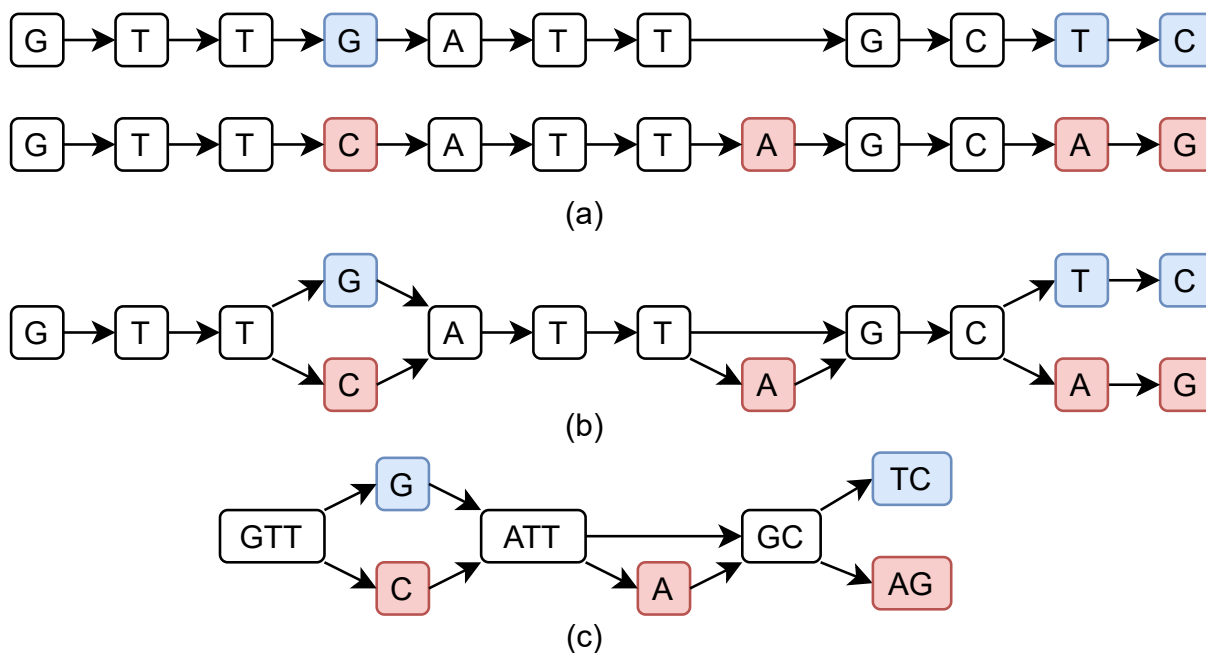 G T T G A T T G C T C
G T T C A T T A G C A G
(a)
G T C
G T T A T T G C
C A A G
(b)
G TC
GTT ATT GC
C A AG
(c)